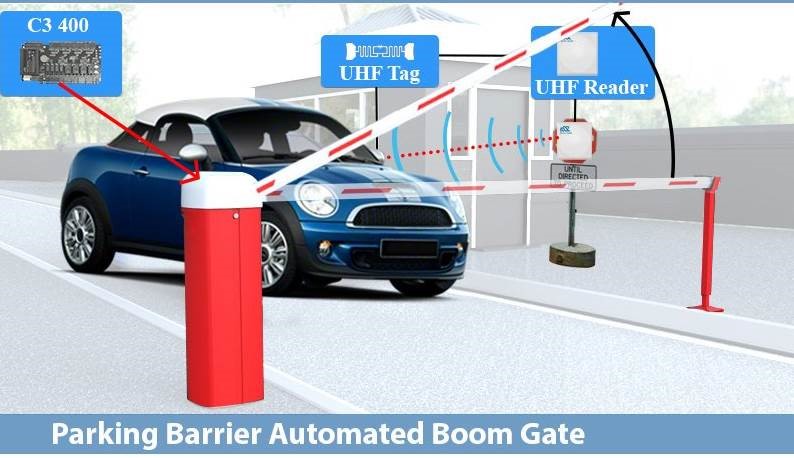 C3 400
UHF Tag
UHF Reader
UNTIL
DIRECTED
Parking Barrier Automated Boom Gate